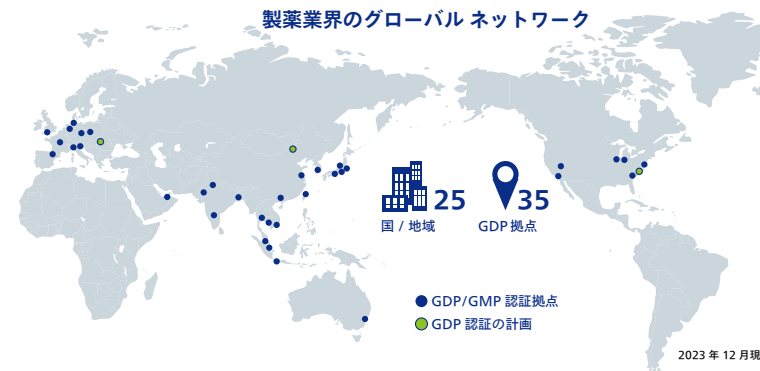 製薬業界のグローバル ネットワーク
25
国 / 地域
35
GDP 拠点
GDP/GMP 認証拠点
GDP 認証の計画
2023 年 12 月現